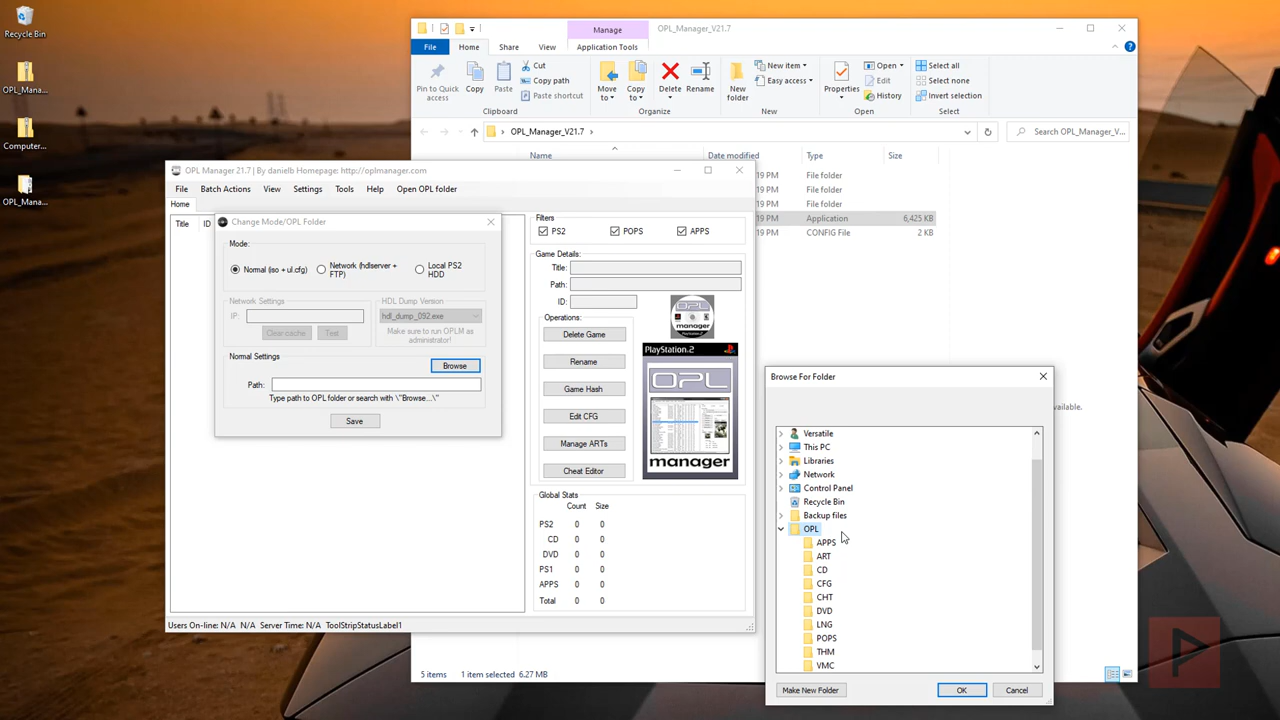 Recycle Bin
OPL_Mana...
Computer...
OPL_Mana...
Manage
OPL_Manager_V21.7
File
Home
Share
View
Application Tools
Pin to Quick access
Copy
Paste
Cut
Copy path
Paste shortcut
Clipboard
Move to
Copy to
Delete
Rename
Organize
New folder
New item
Easy access
New
Properties
Open
Edit
History
Open
Select all
Select none
Invert selection
Select
OPL_Manager_V21.7
Search OPL_Manager_V...
Name
Date modified
Type
Size
:19 PM File folder
:19 PM File folder
:19 PM File folder
:19 PM Application 6,425 KB
:19 PM CONFIG File 2 KB
available.
5 items 1 item selected 6.27 MB
OPL Manager 21.7 | By danielb Homepage: http://oplmanager.com
File Batch Actions View Settings Tools Help Open OPL folder
Home
Title ID
Change Mode/OPL Folder
Mode:
Normal (iso + ul.cfg)
Network (hdlserver + FTP)
Local PS2 HDD
Network Settings
IP:
Clear-cache
Test
HDL Dump Version
hdl_dump_092.exe
Make sure to run OPLM as administrator!
Normal Settings
Browse
Path:
Type path to OPL folder or search with \"Browse...\"
Save
Filters
PS2 POPS APPS
Game Details:
Title:
Path:
ID:
OPL
manager
Operations:
Delete Game
Rename
Game Hash
Edit CFG
Manage ARTs
Cheat Editor
PlayStation.2
OPL
manager
Global Stats
Count Size
PS2 0 0
CD 0 0
DVD 0 0
PS1 0 0
APPS 0 0
Total 0 0
Users On-line: N/A N/A Server Time: N/A ToolStripStatusLabel1
Browse For Folder
Versatile
This PC
Libraries
Network
Control Panel
Recycle Bin
Backup files
OPL
APPS
ART
CD
CFG
CHT
DVD
LNG
POPS
THM
VMC
Make New Folder
OK
Cancel